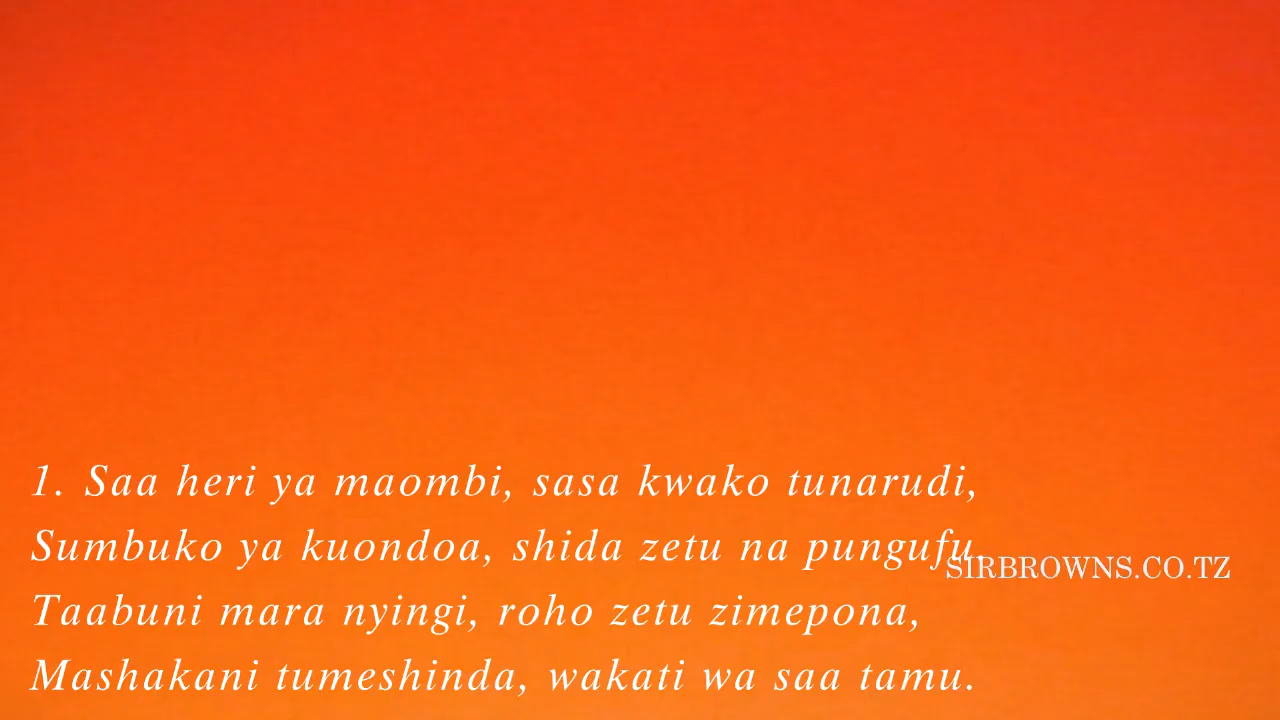 1. Saa heri ya maombi, sasa kwako tunarudi,
Sumbuko ya kuondoa, shida zetu na pungufu.
SIRBROWNS.CO.TZ
Taabuni mara nyingi, roho zetu zimepona,
Mashakani tumeshinda, wakati wa saa tamu.